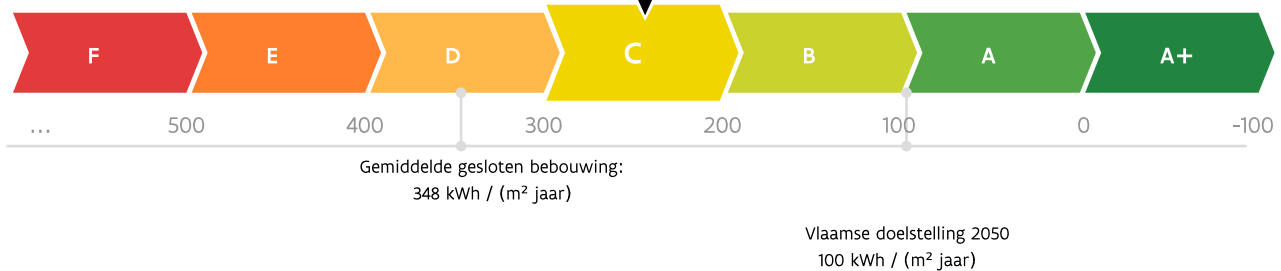 F E D C B A A+
... 500 400 300 200 100 0 -100
Gemiddelde gesloten bebouwing:
348 kWh / (m² jaar)
Vlaamse doelstelling 2050
100 kWh / (m² jaar)